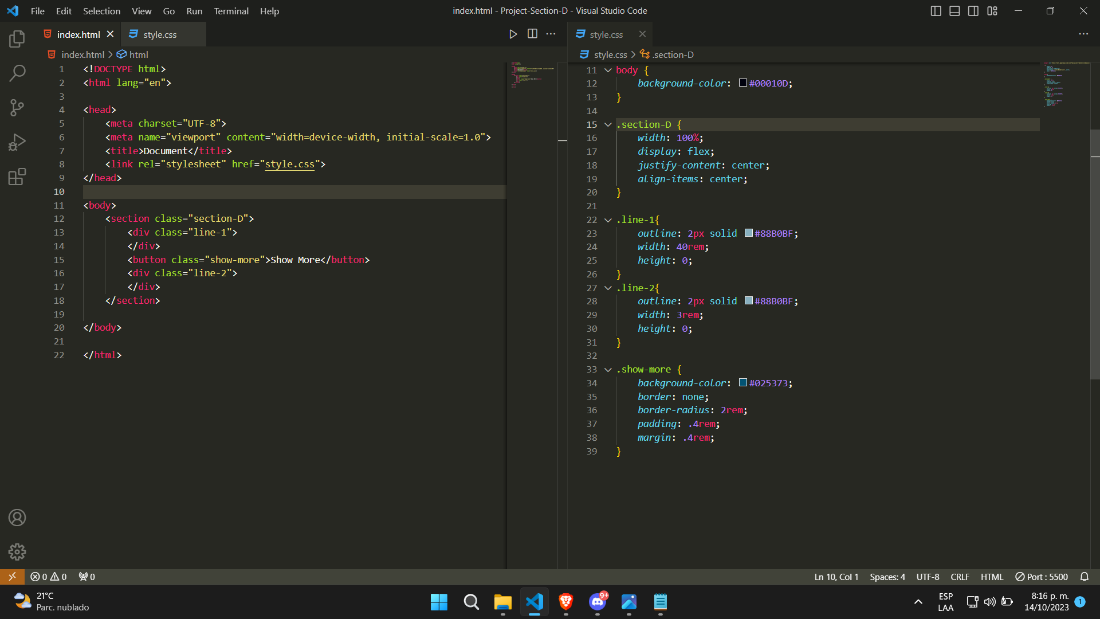 File Edit Selection View Go Run Terminal Help
index.html - Project-Section-D - Visual Studio Code
index.html
style.css
index.html > html
1 <!DOCTYPE html>
2 <html lang="en">
3
4 <head>
5 <meta charset="UTF-8">
6 <meta name="viewport" content="width=device-width, initial-scale=1.0">
7 <title>Document</title>
8 <link rel="stylesheet" href="style.css">
9 </head>
10
11 <body>
12 <section class="section-D">
13 <div class="line-1">
14 </div>
15 <button class="show-more">Show More</button>
16 <div class="line-2">
17 </div>
18 </section>
19
20 </body>
21
22 </html>
style.css
style.css > .section-D
11 body {
12 background-color: #00010D;
13 }
14
15 .section-D {
16 width: 100%;
17 display: flex;
18 justify-content: center;
19 align-items: center;
20 }
21
22 .line-1{
23 outline: 2px solid #88B0BF;
24 width: 40rem;
25 height: 0;
26 }
27 .line-2{
28 outline: 2px solid #88B0BF;
29 width: 3rem;
30 height: 0;
31 }
32
33 .show-more {
34 background-color: #025373;
35 border: none;
36 border-radius: 2rem;
37 padding: .4rem;
38 margin: .4rem;
39 }
0 0 0
Ln 10, Col 1 Spaces: 4 UTF-8 CRLF HTML Port : 5500
21°C
Parc. nublado
ESP
LAA
8:16 p. m.
14/10/2023
1